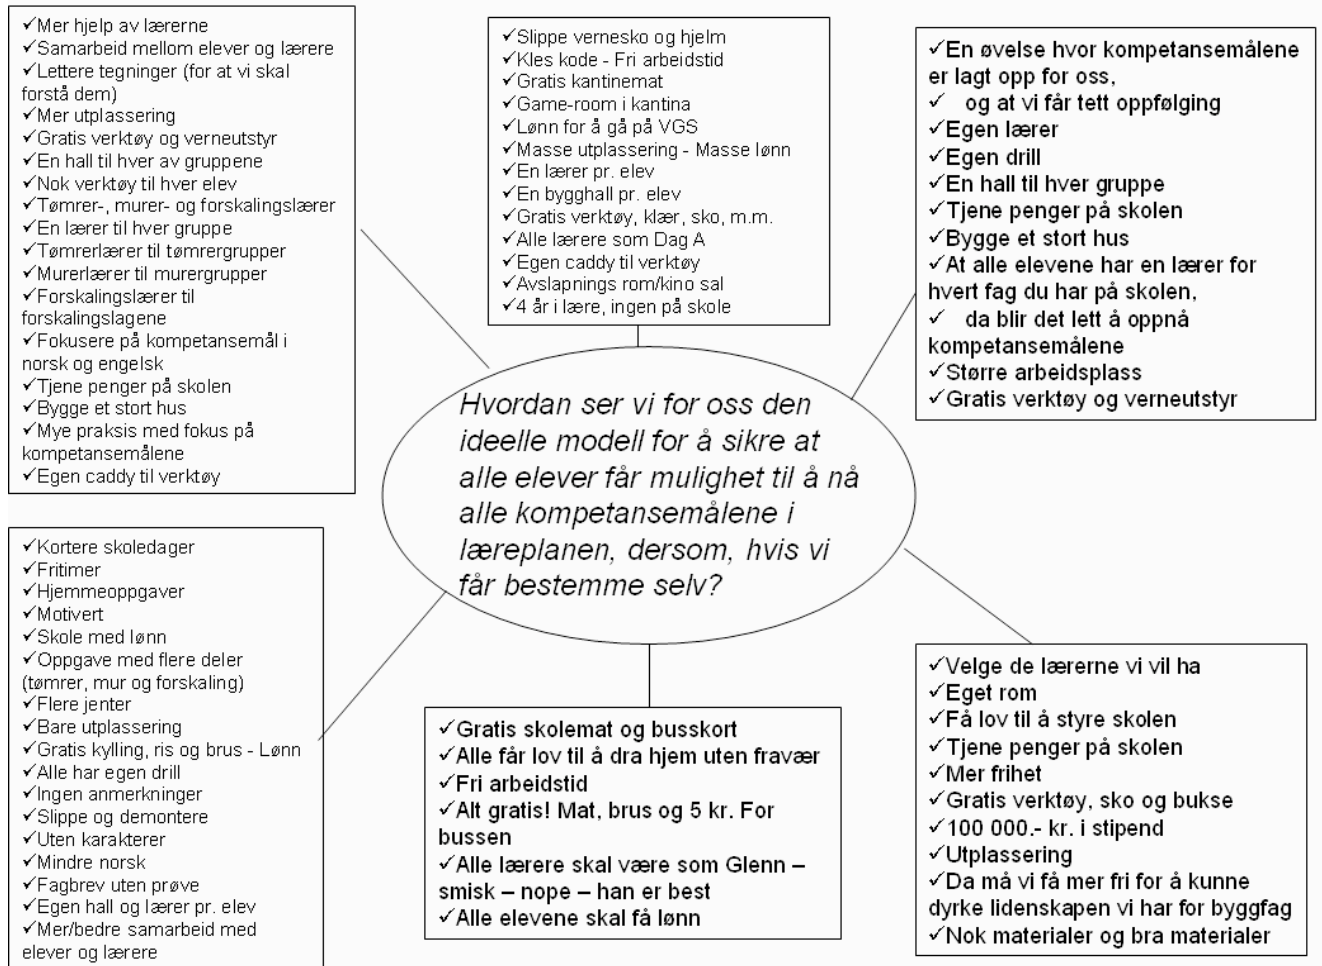 ✓Mer hjelp av lærerne
✓Samarbeid mellom elever og lærere
✓Lettere tegninger (for at vi skal
forstå dem)
✓Mer utplassering
✓Gratis verktøy og verneutstyr
✓En hall til hver av gruppene
✓Nok verktøy til hver elev
✓Tømrer-, murer- og forskalingslærer
✓En lærer til hver gruppe
✓Tømrerlærer til tømrergrupper
✓Murerlærer til murergrupper
✓Forskalingslærer til
forskalingslagene
✓Fokusere på kompetansemål i
norsk og engelsk
✓Tjene penger på skolen
✓Bygge et stort hus
✓Mye praksis med fokus på
kompetansemålene
✓Egen caddy til verktøy
✓Slippe vernesko og hjelm
✓Kles kode - Fri arbeidstid
✓Gratis kantinemat
✓Game-room i kantina
✓Lønn for å gå på VGS
✓Masse utplassering - Masse lønn
✓En lærer pr. elev
✓En bygghall pr. elev
✓Gratis verktøy, klær, sko, m.m.
✓Alle lærere som Dag A
✓Egen caddy til verktøy
✓Avslapnings rom/kino sal
✓4 år i lære, ingen på skole
✓En øvelse hvor kompetansemålene
er lagt opp for oss,
✓ og at vi får tett oppfølging
✓Egen lærer
✓Egen drill
✓En hall til hver gruppe
✓Tjene penger på skolen
✓Bygge et stort hus
✓At alle elevene har en lærer for
hvert fag du har på skolen,
✓ da blir det lett å oppnå
kompetansemålene
✓Større arbeidsplass
✓Gratis verktøy og verneutstyr
Hvordan ser vi for oss den
ideelle modell for å sikre at
alle elever får mulighet til å nå
alle kompetansemålene i
læreplanen, dersom, hvis vi
får bestemme selv?
✓Kortere skoledager
✓Fritimer
✓Hjemmeoppgaver
✓Motivert
✓Skole med lønn
✓Oppgave med flere deler
(tømrer, mur og forskaling)
✓Flere jenter
✓Bare utplassering
✓Gratis kylling, ris og brus - Lønn
✓Alle har egen drill
✓Ingen anmerkninger
✓Slippe og demontere
✓Uten karakterer
✓Mindre norsk
✓Fagbrev uten prøve
✓Egen hall og lærer pr. elev
✓Mer/bedre samarbeid med
elever og lærere
✓Gratis skolemat og busskort
✓Alle får lov til å dra hjem uten fravær
✓Fri arbeidstid
✓Alt gratis! Mat, brus og 5 kr. For
bussen
✓Alle lærere skal være som Glenn –
smisk – nope – han er best
✓Alle elevene skal få lønn
✓Velge de lærerne vi vil ha
✓Eget rom
✓Få lov til å styre skolen
✓Tjene penger på skolen
✓Mer frihet
✓Gratis verktøy, sko og bukse
✓100 000.- kr. i stipend
✓Utplassering
✓Da må vi få mer fri for å kunne
dyrke lidenskapen vi har for byggfag
✓Nok materialer og bra materialer